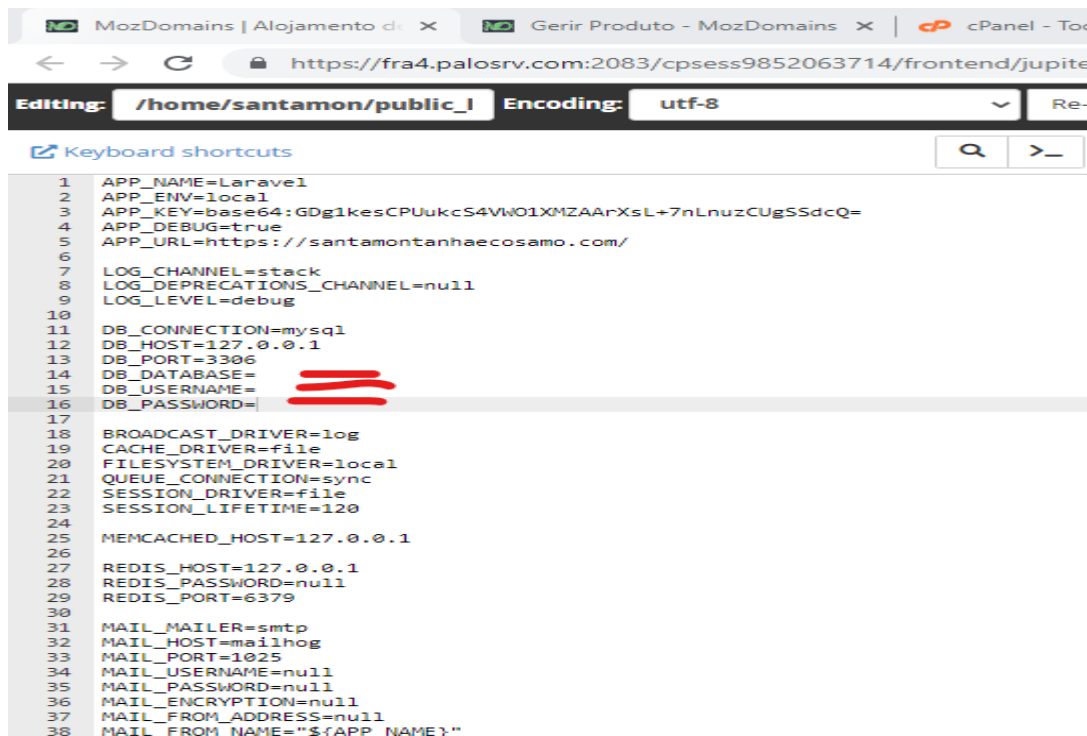 MozDomains | Alojamento de
Gerir Produto - MozDomains
cPanel - Too
https://fra4.palosrv.com:2083/cpsess9852063714/frontend/jupite
Editing: /home/santamon/public_l Encoding: utf-8 Re-
Keyboard shortcuts
1 APP_NAME=Laravel
2 APP_ENV=local
3 APP_KEY=base64:GDg1kesCPUukcS4VWO1XMZAArXsL+7nLnuzCUgSSdcQ=
4 APP_DEBUG=true
5 APP_URL=https://santamontanhaecosamo.com/
6
7 LOG_CHANNEL=stack
8 LOG_DEPRECATIONS_CHANNEL=null
9 LOG_LEVEL=debug
10
11 DB_CONNECTION=mysql
12 DB_HOST=127.0.0.1
13 DB_PORT=3306
14 DB_DATABASE=
15 DB_USERNAME=
16 DB_PASSWORD=
17
18 BROADCAST_DRIVER=log
19 CACHE_DRIVER=file
20 FILESYSTEM_DRIVER=local
21 QUEUE_CONNECTION=sync
22 SESSION_DRIVER=file
23 SESSION_LIFETIME=120
24
25 MEMCACHED_HOST=127.0.0.1
26
27 REDIS_HOST=127.0.0.1
28 REDIS_PASSWORD=null
29 REDIS_PORT=6379
30
31 MAIL_MAILER=smtp
32 MAIL_HOST=mailhog
33 MAIL_PORT=1025
34 MAIL_USERNAME=null
35 MAIL_PASSWORD=null
36 MAIL_ENCRYPTION=null
37 MAIL_FROM_ADDRESS=null
38 MAIL_FROM_NAME="${APP_NAME}"